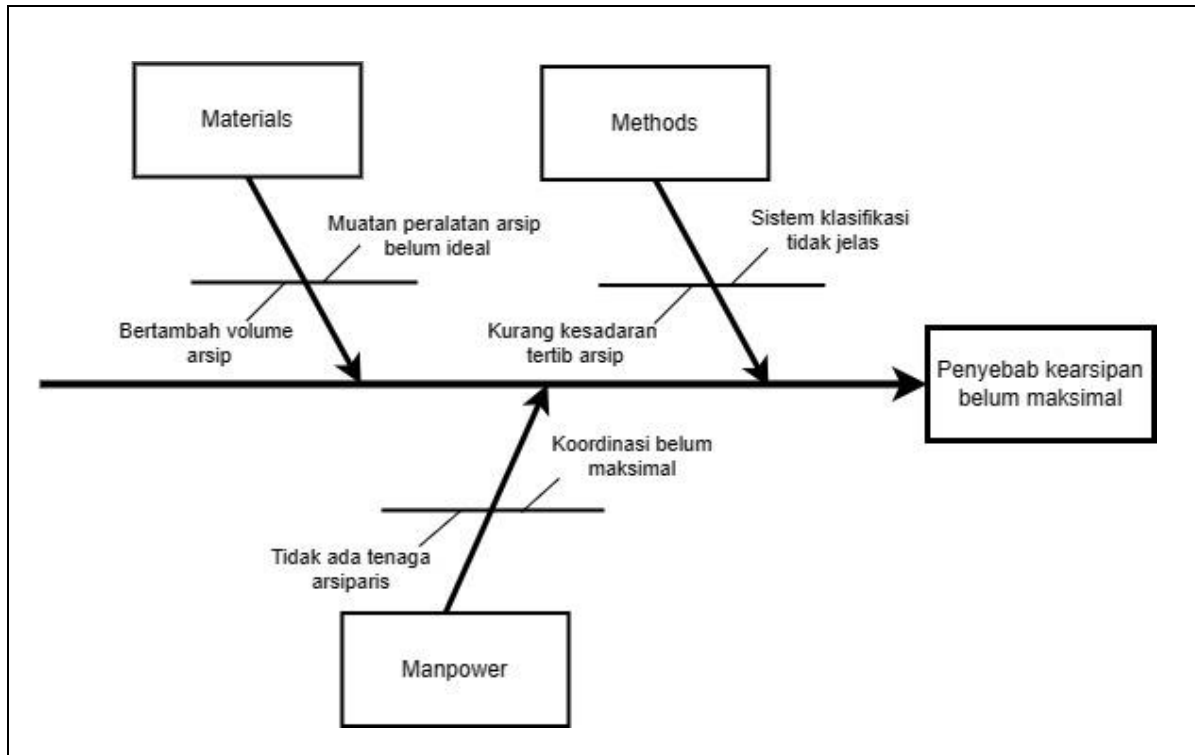 Materials
Methods
Muatan peralatan arsip
belum ideal
Sistem klasifikasi
tidak jelas
Bertambah volume
arsip
Kurang kesadaran
tertib arsip
Penyebab kearsipan
belum maksimal
Koordinasi belum
maksimal
Tidak ada tenaga
arsiparis
Manpower